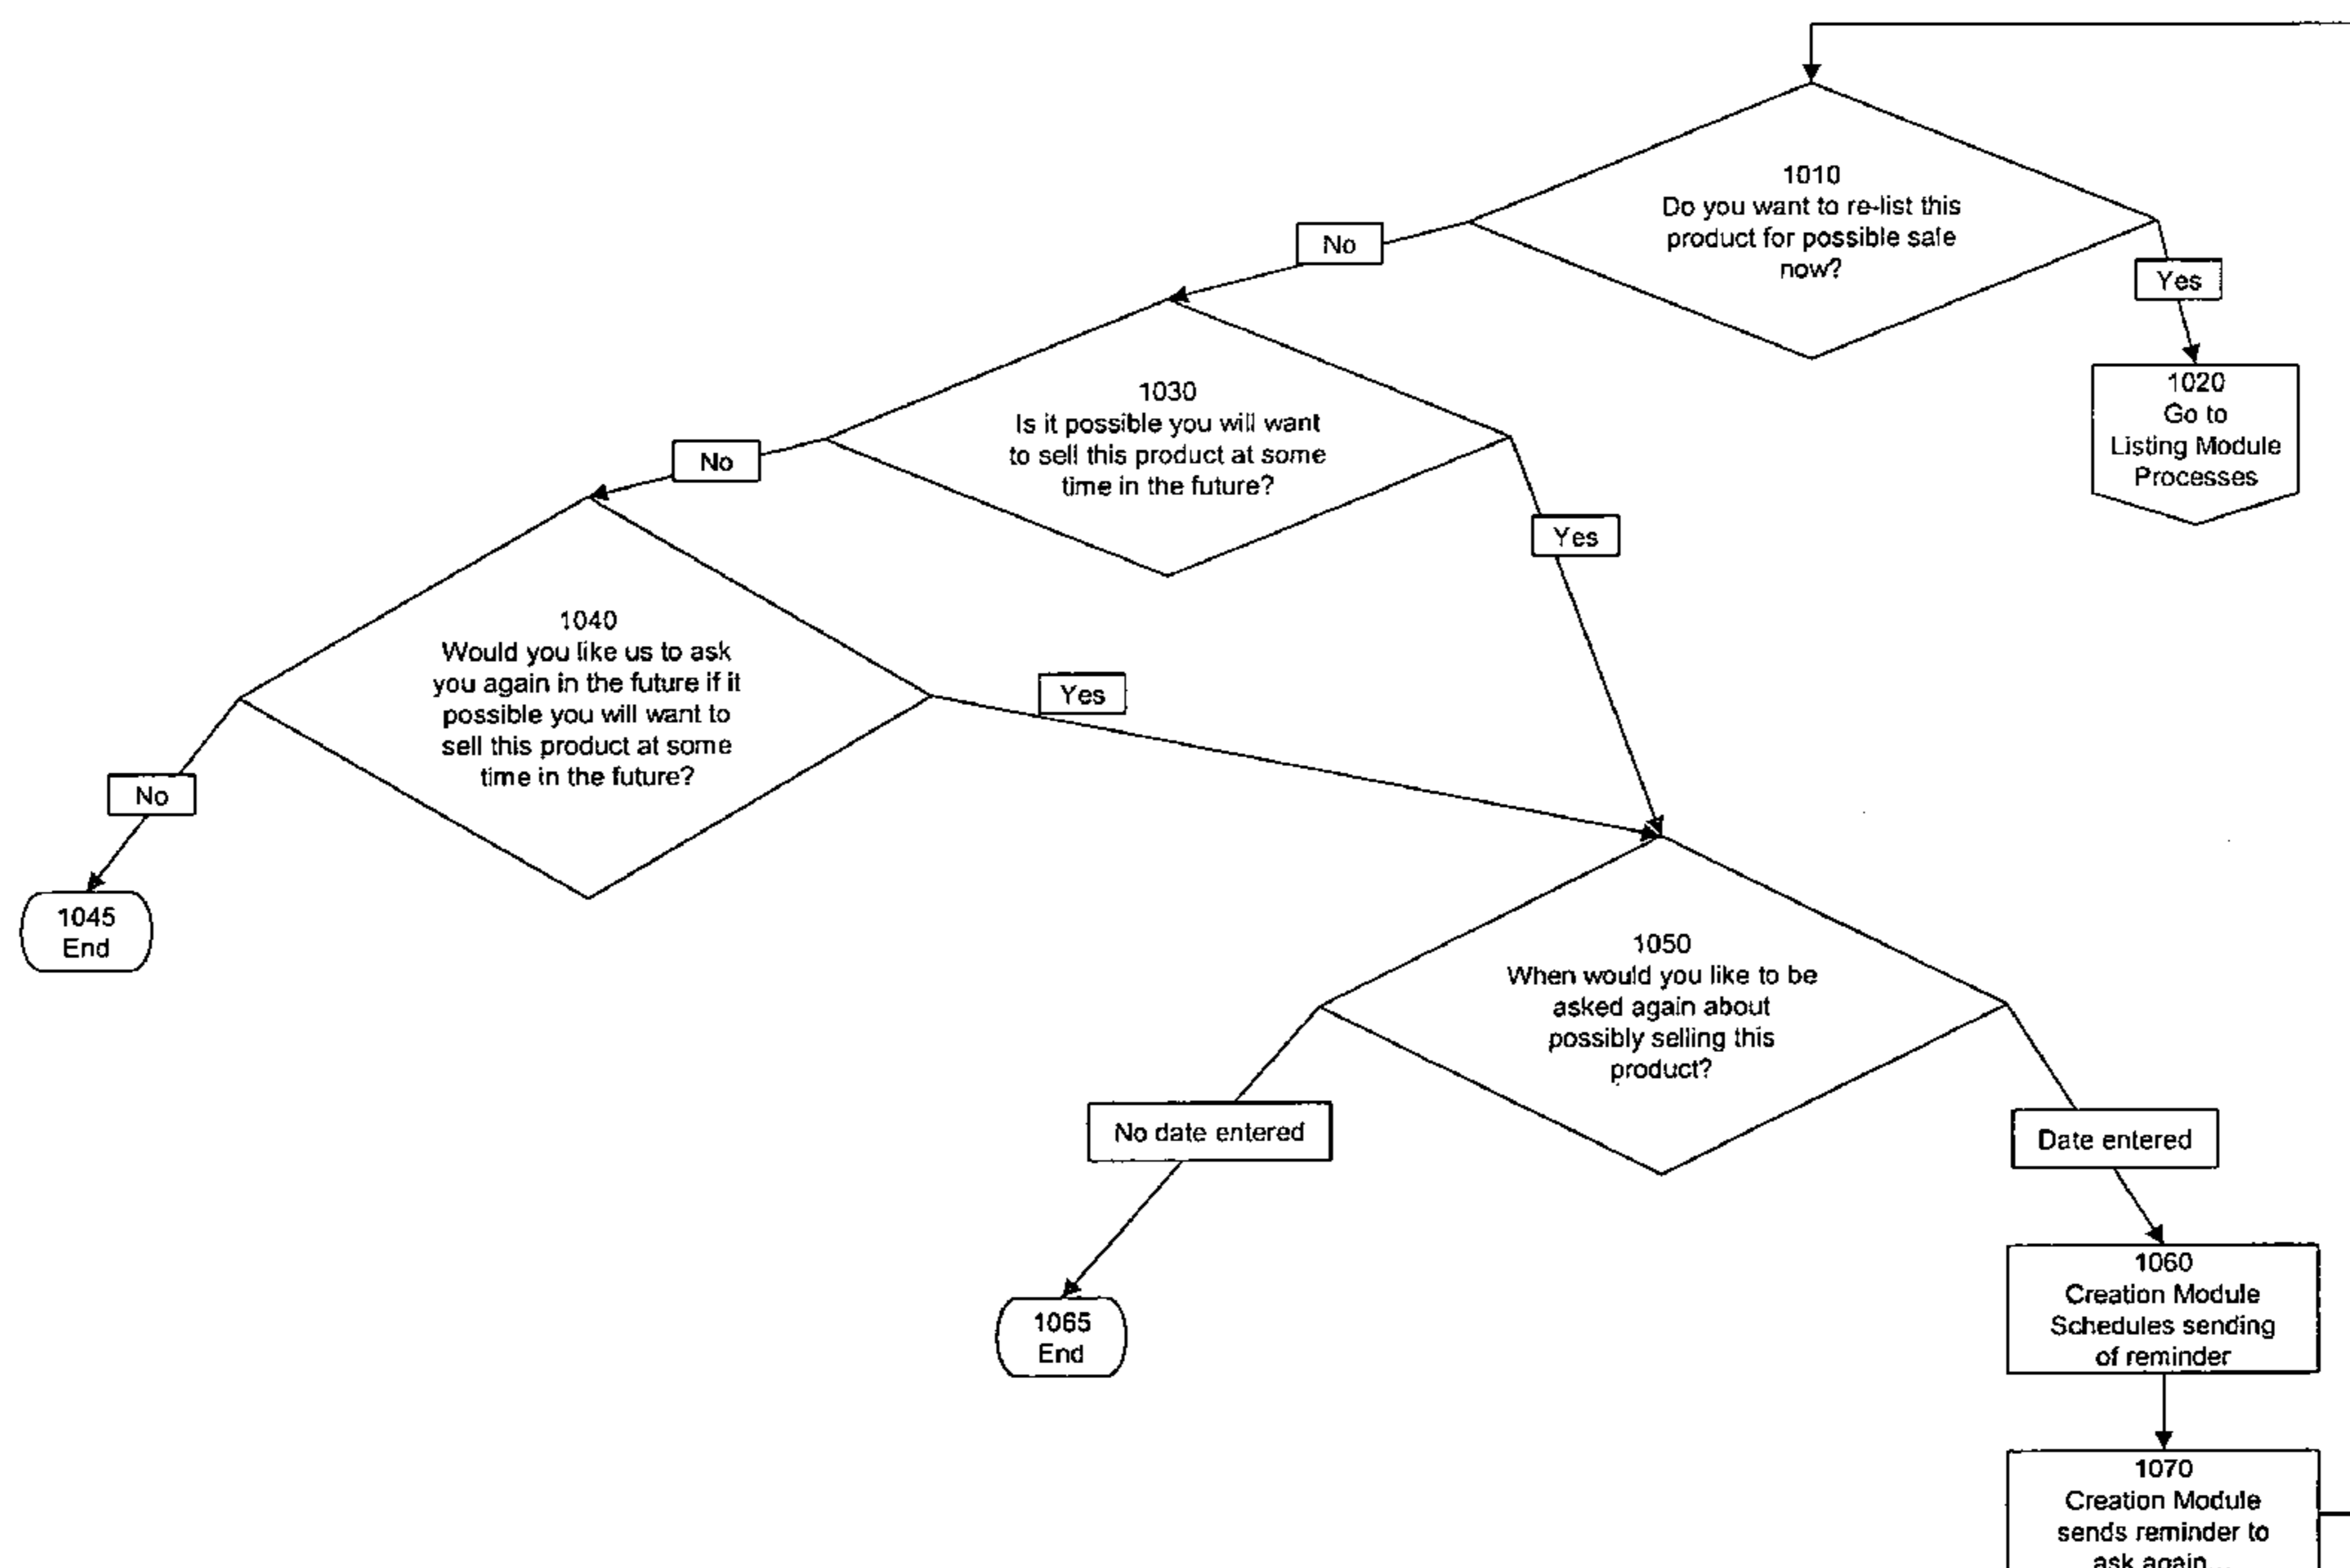 1010
Do you want to re-list this
product for possible sale
now?
No
Yes
1020
Go to
Listing Module
Processes
1030
Is it possible you will want
to sell this product at some
time in the future?
No
Yes
1040
Would you like us to ask
you again in the future if it
possible you will want to
sell this product at some
time in the future?
Yes
No
1045
End
1050
When would you like to be
asked again about
possibly selling this
product?
No date entered
Date entered
1065
End
1060
Creation Module
Schedules sending
of reminder
1070
Creation Module
sends reminder to
ask again...